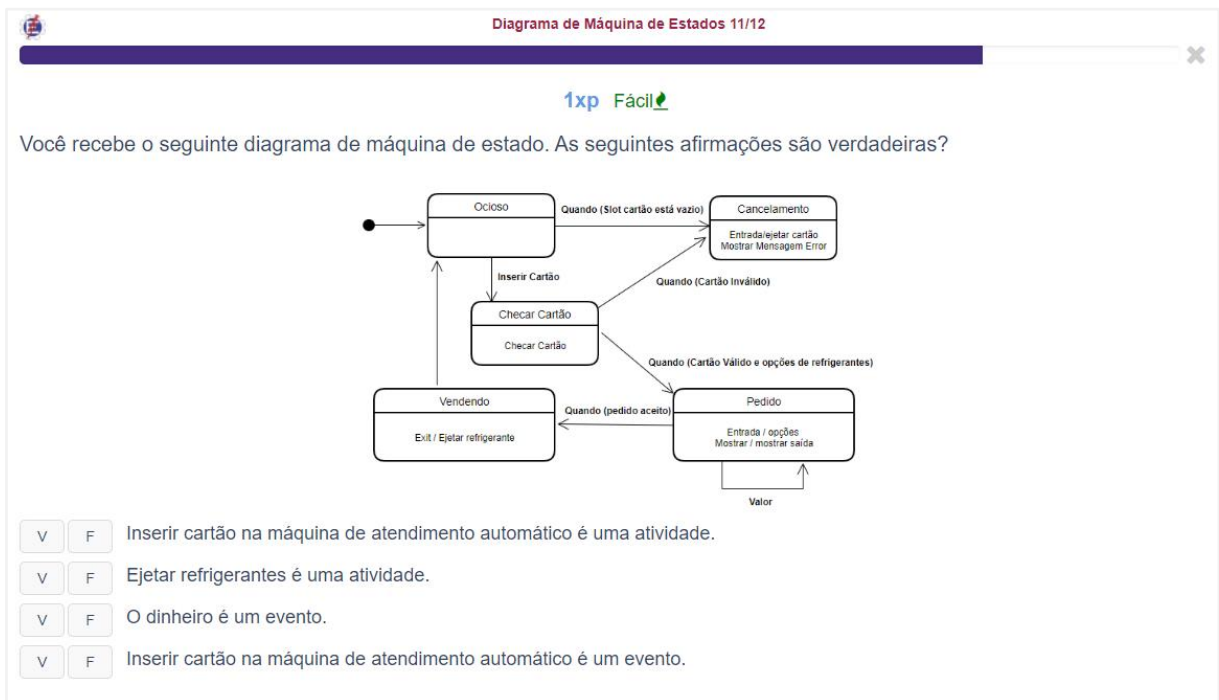 Diagrama de Máquina de Estados 11/12
1xp Fácil
Você recebe o seguinte diagrama de máquina de estado. As seguintes afirmações são verdadeiras?
Ocioso
Quando (Slot cartão está vazio)
Cancelamento
Entrada/ejetar cartão
Mostrar Mensagem Error
Inserir Cartão
Quando (Cartão Inválido)
Checar Cartão
Checar Cartão
Quando (Cartão Válido e opções de refrigerantes)
Vendendo
Exit / Ejetar refrigerante
Quando (pedido aceito)
Pedido
Entrada / opções
Mostrar / mostrar saída
Valor
V F Inserir cartão na máquina de atendimento automático é uma atividade.
V F Ejetar refrigerantes é uma atividade.
V F O dinheiro é um evento.
V F Inserir cartão na máquina de atendimento automático é um evento.